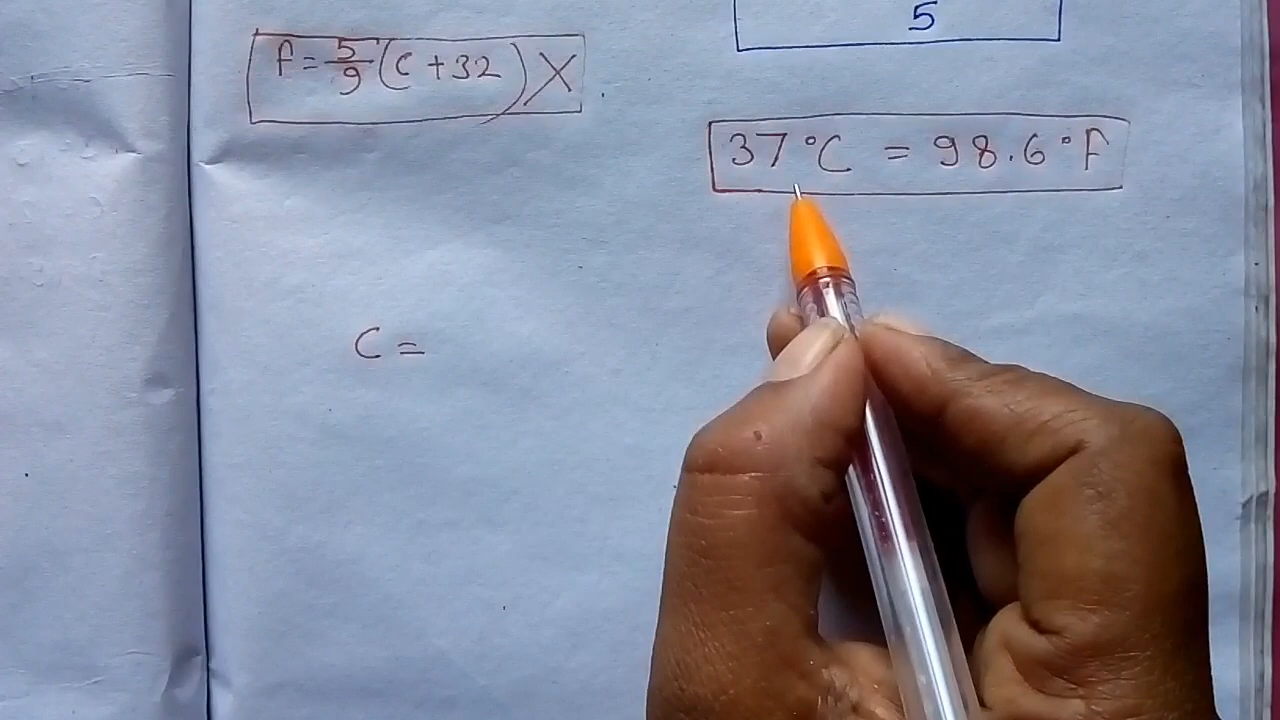 5
F = 5/9 (C + 32) X
37°C = 98.6°F
C =